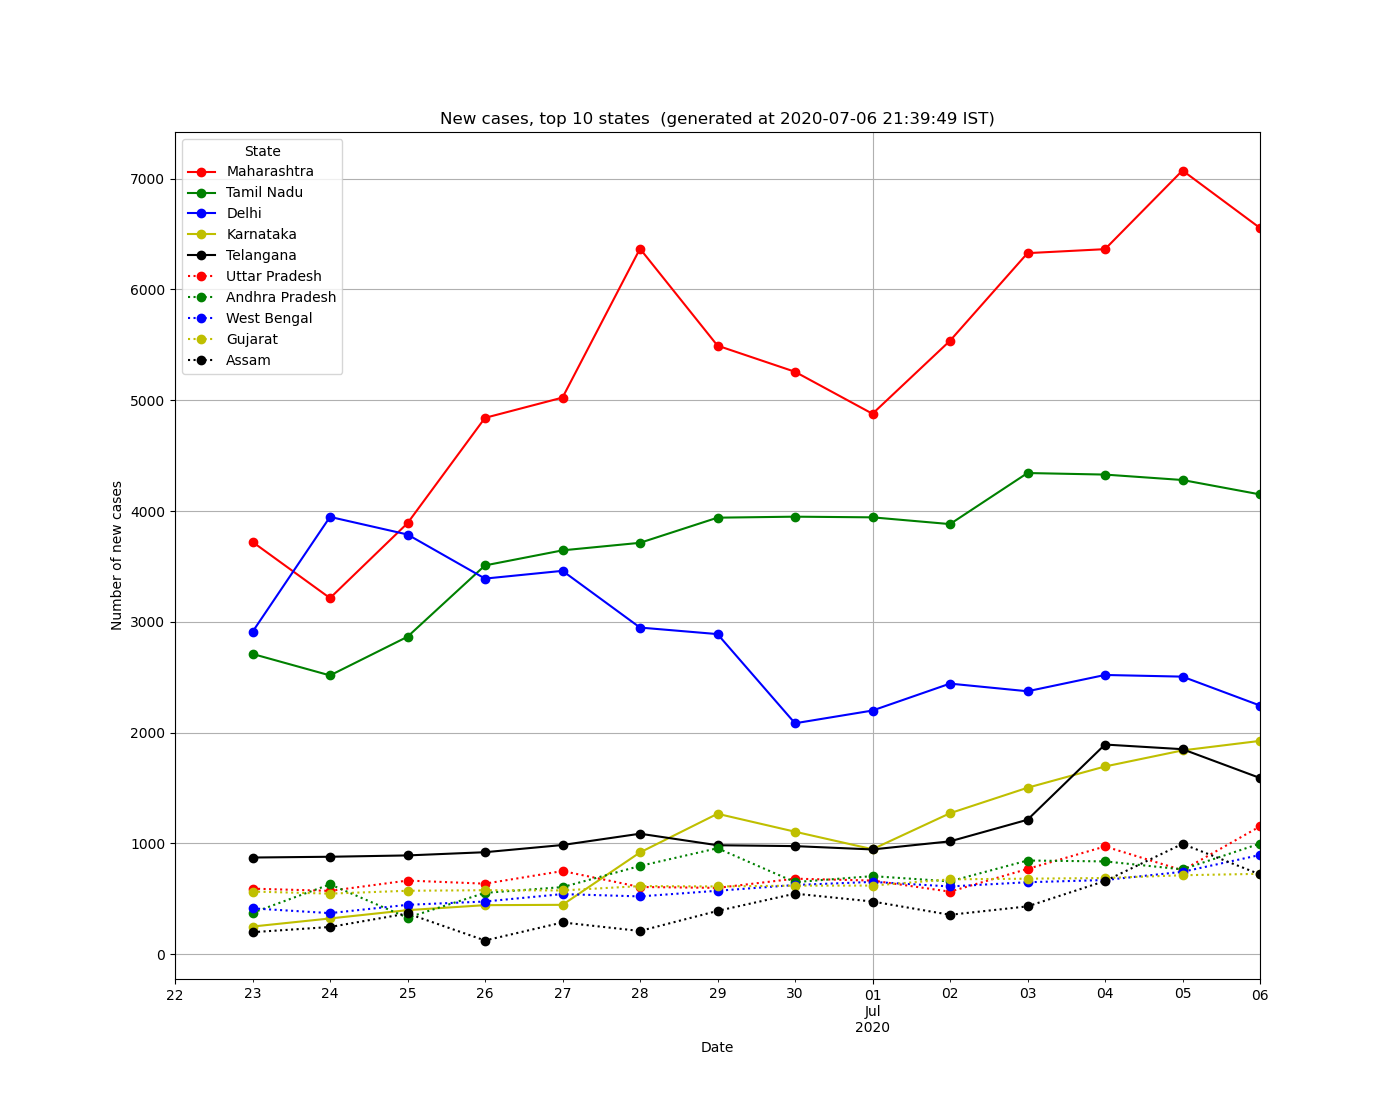 New cases, top 10 states  (generated at 2020-07-06 21:39:49 IST)
State
Maharashtra
Tamil Nadu
Delhi
Karnataka
Telangana
Uttar Pradesh
Andhra Pradesh
West Bengal
Gujarat
Assam
7000
6000
5000
4000
3000
2000
1000
0
Number of new cases
22 23 24 25 26 27 28 29 30 01 02 03 04 05 06
Jul
2020
Date